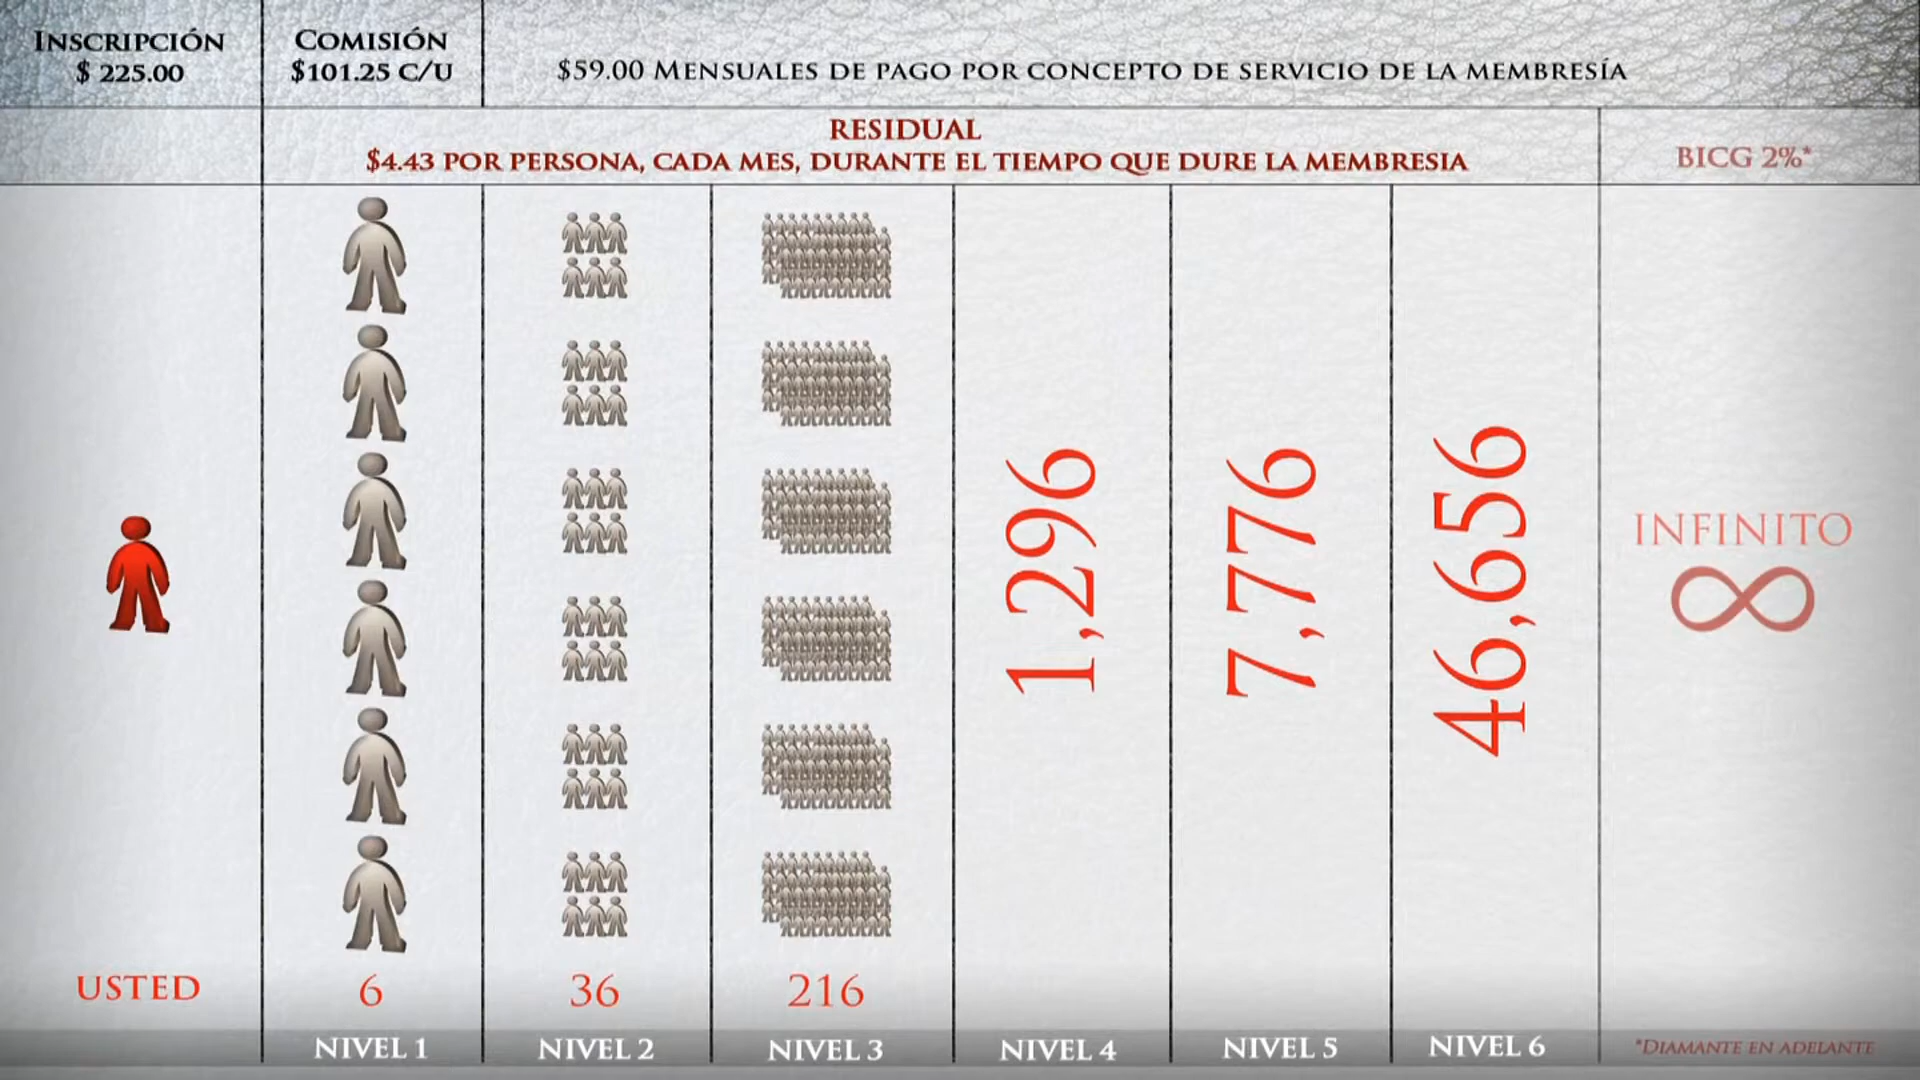 INSCRIPCIÓN
$ 225.00
COMISIÓN
$101.25 C/U
$59.00 MENSUALES DE PAGO POR CONCEPTO DE SERVICIO DE LA MEMBRESÍA
RESIDUAL
$4.43 POR PERSONA, CADA MES, DURANTE EL TIEMPO QUE DURE LA MEMBRESIA
BICG 2%*
1,296
7,776
46,656
INFINITO
USTED
6
36
216
NIVEL 1
NIVEL 2
NIVEL 3
NIVEL 4
NIVEL 5
NIVEL 6
*DIAMANTE EN ADELANTE